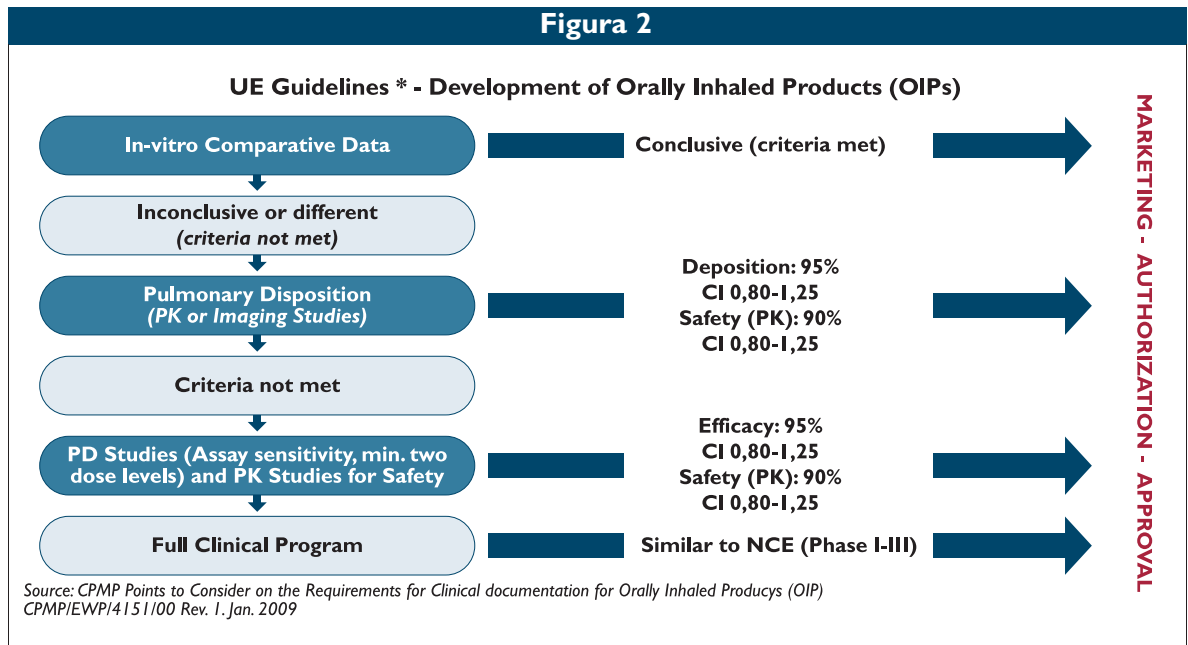 Figura 2
UE Guidelines * - Development of Orally Inhaled Products (OIPs)
In-vitro Comparative Data
Conclusive (criteria met)
Inconclusive or different
(criteria not met)
Pulmonary Disposition
(PK or Imaging Studies)
Deposition: 95%
CI 0,80-1,25
Safety (PK): 90%
CI 0,80-1,25
Criteria not met
PD Studies (Assay sensitivity, min. two
dose levels) and PK Studies for Safety
Efficacy: 95%
CI 0,80-1,25
Safety (PK): 90%
CI 0,80-1,25
Full Clinical Program
Similar to NCE (Phase I-III)
MARKETING - AUTHORIZATION - APPROVAL
Source: CPMP Points to Consider on the Requirements for Clinical documentation for Orally Inhaled Producys (OIP)
CPMP/EWP/4151/00 Rev. 1. Jan. 2009